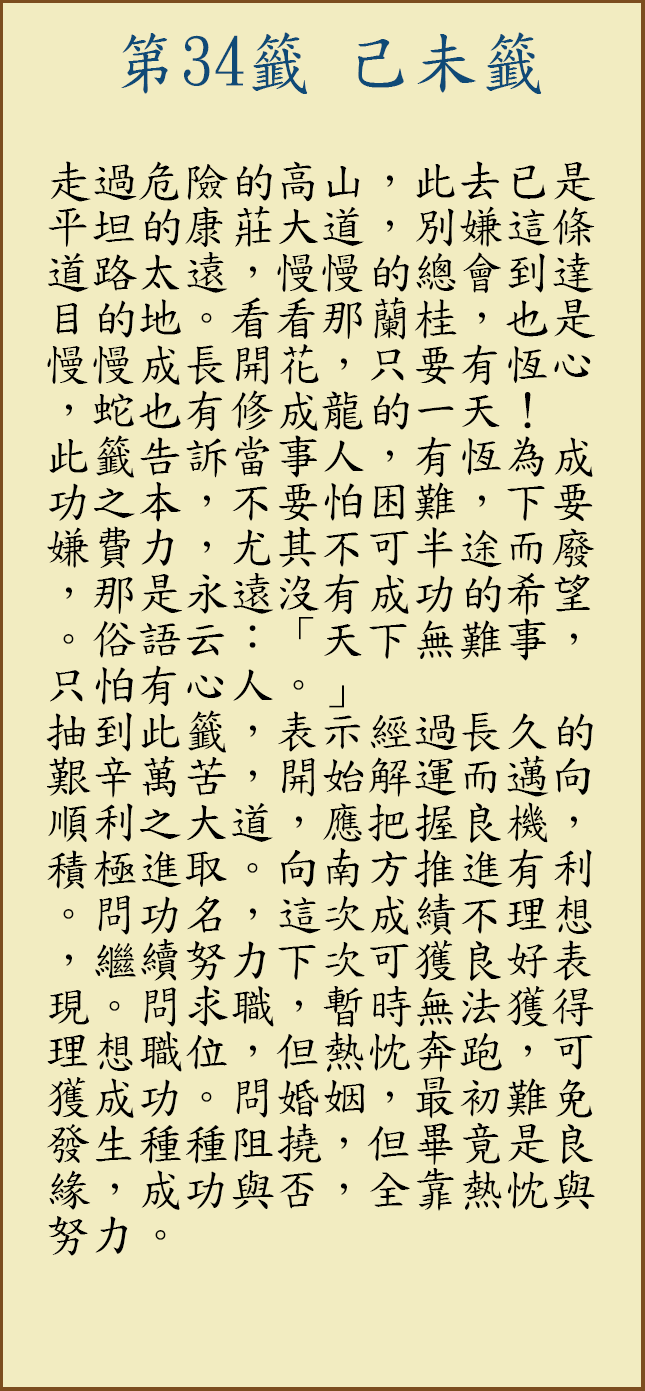 第34籤 己未籤
走過危險的高山，此去已是
平坦的康莊大道，別嫌這條
道路太遠，慢慢的總會到達
目的地。看看那蘭桂，也是
慢慢成長開花，只要有恆心
，蛇也有修成龍的一天！
此籤告訴當事人，有恆為成
功之本，不要怕困難，下要
嫌費力，尤其不可半途而廢
，那是永遠沒有成功的希望
。俗語云：「天下無難事，
只怕有心人。」
抽到此籤，表示經過長久的
艱辛萬苦，開始解運而邁向
順利之大道，應把握良機，
積極進取。向南方推進有利
。問功名，這次成績不理想
，繼續努力下次可獲良好表
現。問求職，暫時無法獲得
理想職位，但熱忱奔跑，可
獲成功。問婚姻，最初難免
發生種種阻撓，但畢竟是良
緣，成功與否，全靠熱忱與
努力。